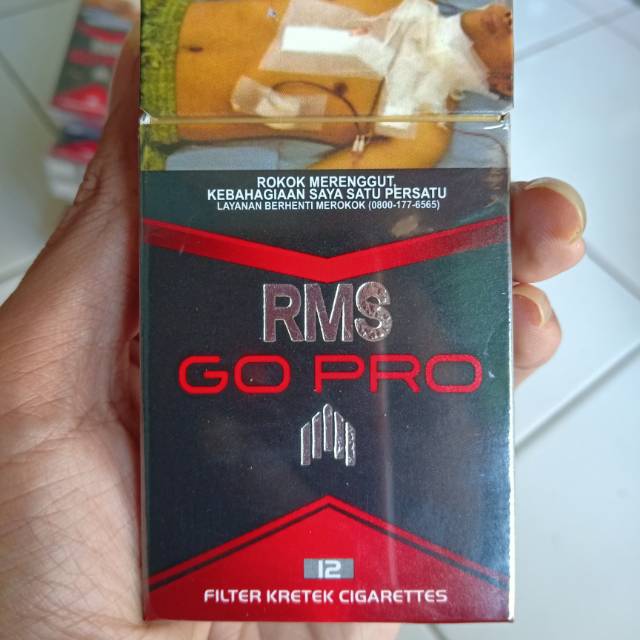 ROKOK MERENGGUT,
KEBAHAGIAAN SAYA SATU PERSATU
LAYANAN BERHENTI MEROKOK (0800-177-6565)
RMS
GO PRO
12
FILTER KRETEK CIGARETTES